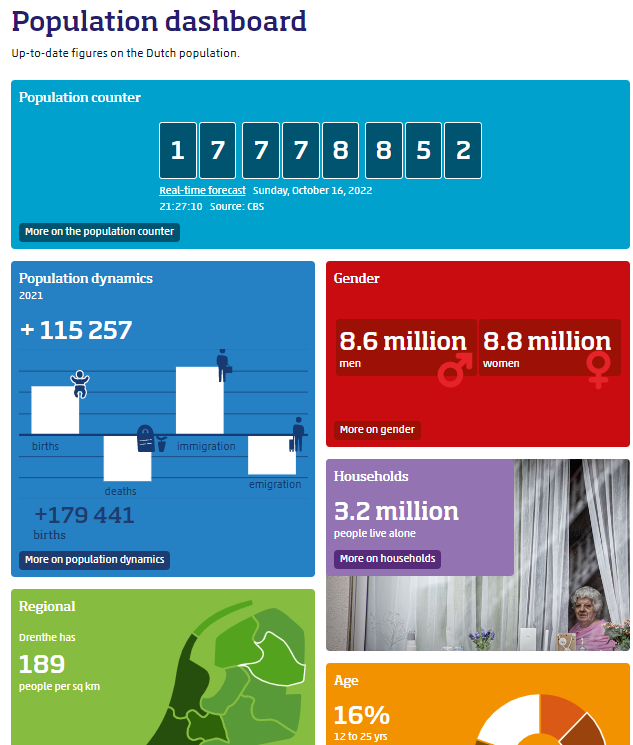 Population dashboard
Up-to-date figures on the Dutch population.
Population counter
1 7 7 7 8 8 5 2
Real-time forecast Sunday, October 16, 2022
21:27:10 Source: CBS
More on the population counter
Population dynamics
2021
+ 115 257
births
deaths
immigration
emigration
+179 441
births
More on population dynamics
Gender
8.6 million
men
8.8 million
women
More on gender
Households
3.2 million
people live alone
More on households
Regional
Drenthe has
189
people per sq km
Age
16%
12 to 25 yrs